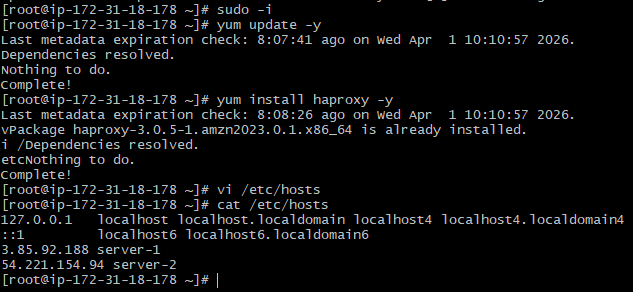 [root@ip-172-31-18-178 ~]# sudo -i
[root@ip-172-31-18-178 ~]# yum update -y
Last metadata expiration check: 8:07:41 ago on Wed Apr  1 10:10:57 2026.
Dependencies resolved.
Nothing to do.
Complete!
[root@ip-172-31-18-178 ~]# yum install haproxy -y
Last metadata expiration check: 8:08:26 ago on Wed Apr  1 10:10:57 2026.
vPackage haproxy-3.0.5-1.amzn2023.0.1.x86_64 is already installed.
i /Dependencies resolved.
etcNothing to do.
Complete!
[root@ip-172-31-18-178 ~]# vi /etc/hosts
[root@ip-172-31-18-178 ~]# cat /etc/hosts
127.0.0.1   localhost localhost.localdomain localhost4 localhost4.localdomain4
::1         localhost6 localhost6.localdomain6
3.85.92.188 server-1
54.221.154.94 server-2
[root@ip-172-31-18-178 ~]#